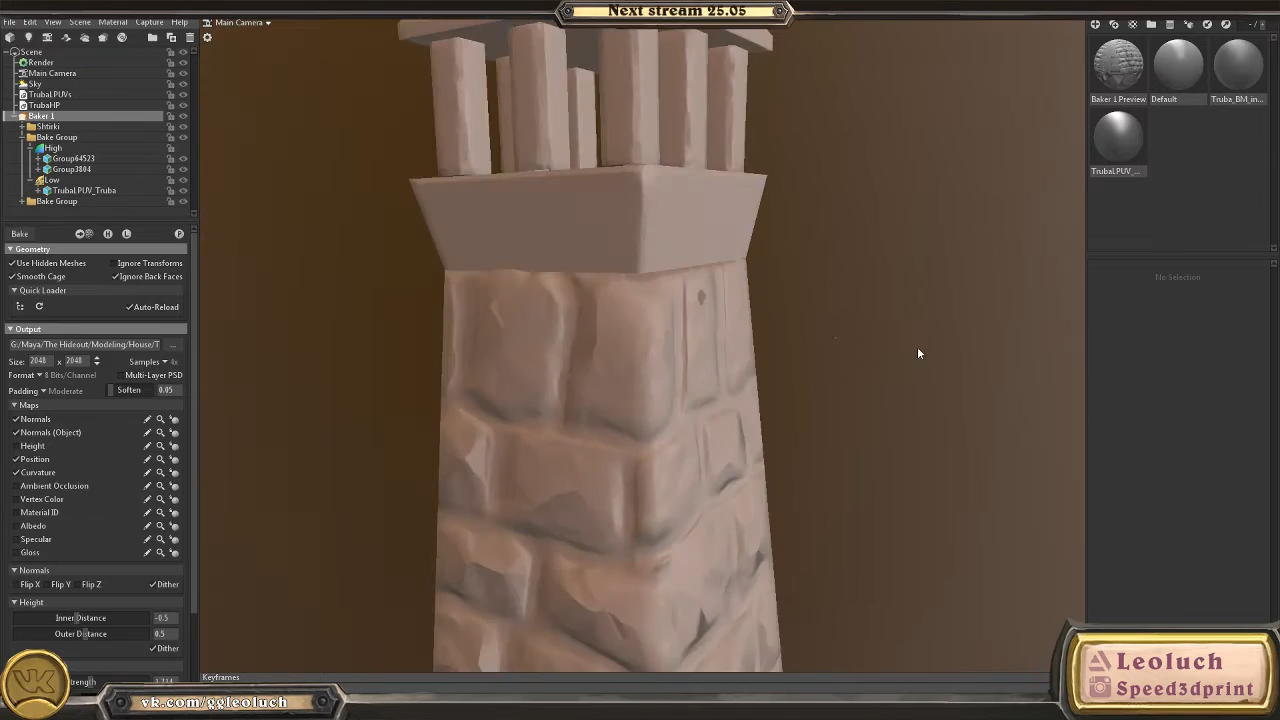 Next stream 25.05
File Edit View Scene Material Capture Help
Main Camera
Scene
Render
Main Camera
Sky
TrubaLPUVs
TrubaHP
Baker 1
Shtirki
Bake Group
High
Group64523
Group3804
Low
TrubaLPUV_Truba
Bake Group
Bake H L P
Geometry
Use Hidden Meshes Ignore Transforms
Smooth Cage Ignore Back Faces
Quick Loader
Auto-Reload
Output
G:/Maya/The Hideout/Modeling/House/T ...
Size: 2048 x 2048 Samples 4x
Format 8 Bits/Channel Multi-Layer PSD
Padding Moderate Soften 0.05
Maps
Normals
Normals (Object)
Height
Position
Curvature
Ambient Occlusion
Vertex Color
Material ID
Albedo
Specular
Gloss
Normals
Flip X Flip Y Flip Z Dither
Height
Inner Distance -0.5
Outer Distance 0.5
Dither
Keyframes
Baker 1 Preview Default Truba_BM_in...
TrubaLPUV_...
No Selection
VK
vk.com/ggleoluch
Leoluch
Speed3dprint